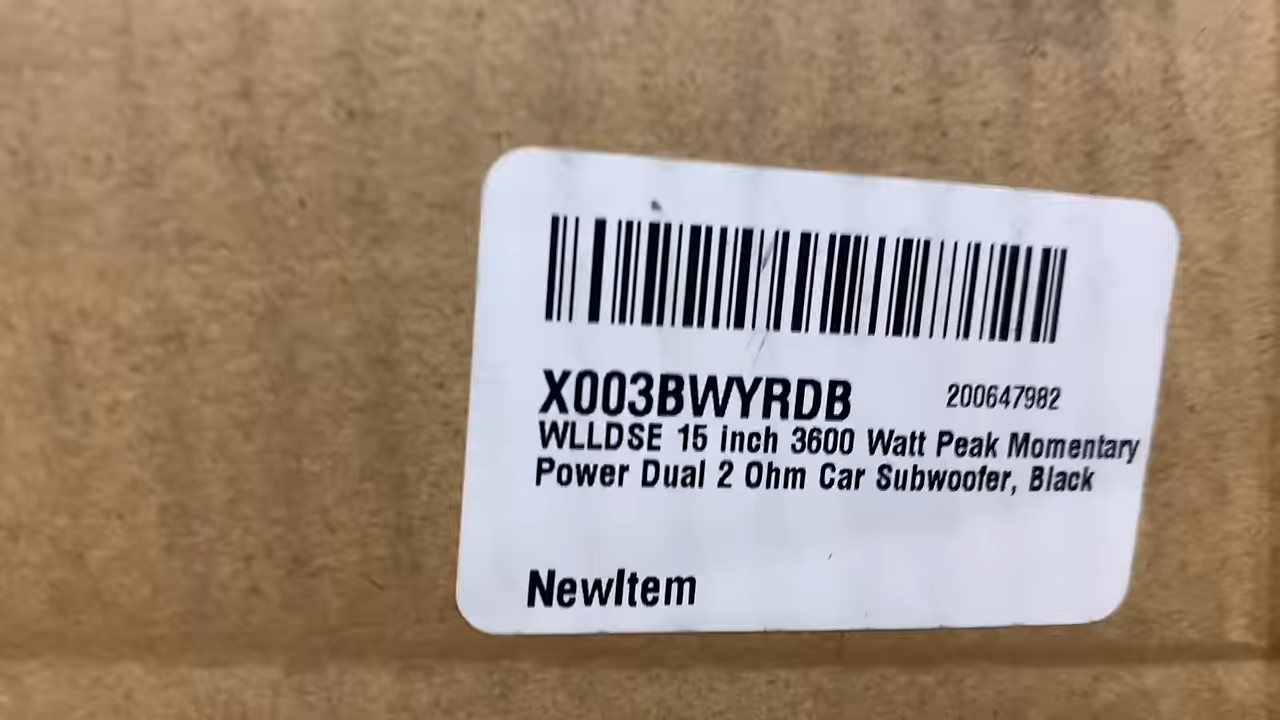 X003BWYRDB 200647982
WLLDSE 15 inch 3600 Watt Peak Momentary
Power Dual 2 Ohm Car Subwoofer, Black
NewItem